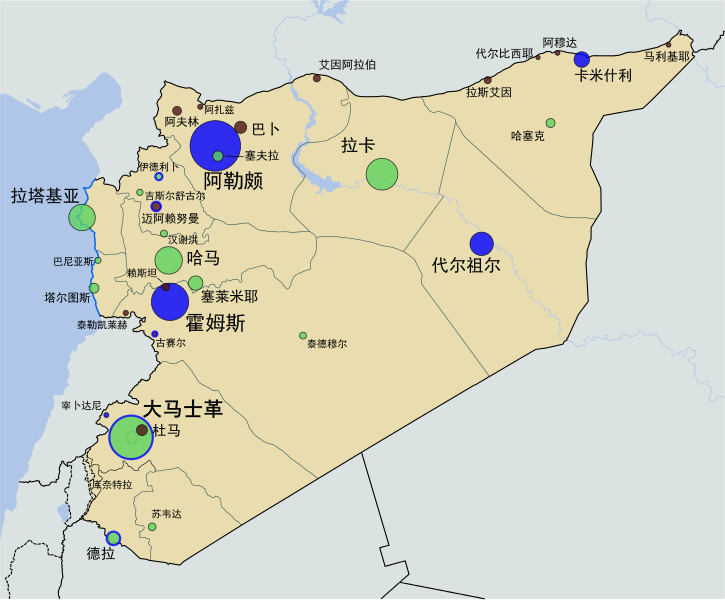 阿穆达
代尔比西耶
马利基耶
艾因阿拉伯
卡米什利
拉斯艾因
阿扎兹
阿夫林
巴卜
哈塞克
拉卡
塞夫拉
伊德利卜
阿勒颇
拉塔基亚
吉斯尔舒古尔
迈阿赖努曼
汉谢洪
巴尼亚斯
哈马
代尔祖尔
赖斯坦
塔尔图斯
塞莱米耶
泰勒凯莱赫
霍姆斯
古赛尔
泰德穆尔
宰卜达尼
大马士革
杜马
库奈特拉
苏韦达
德拉